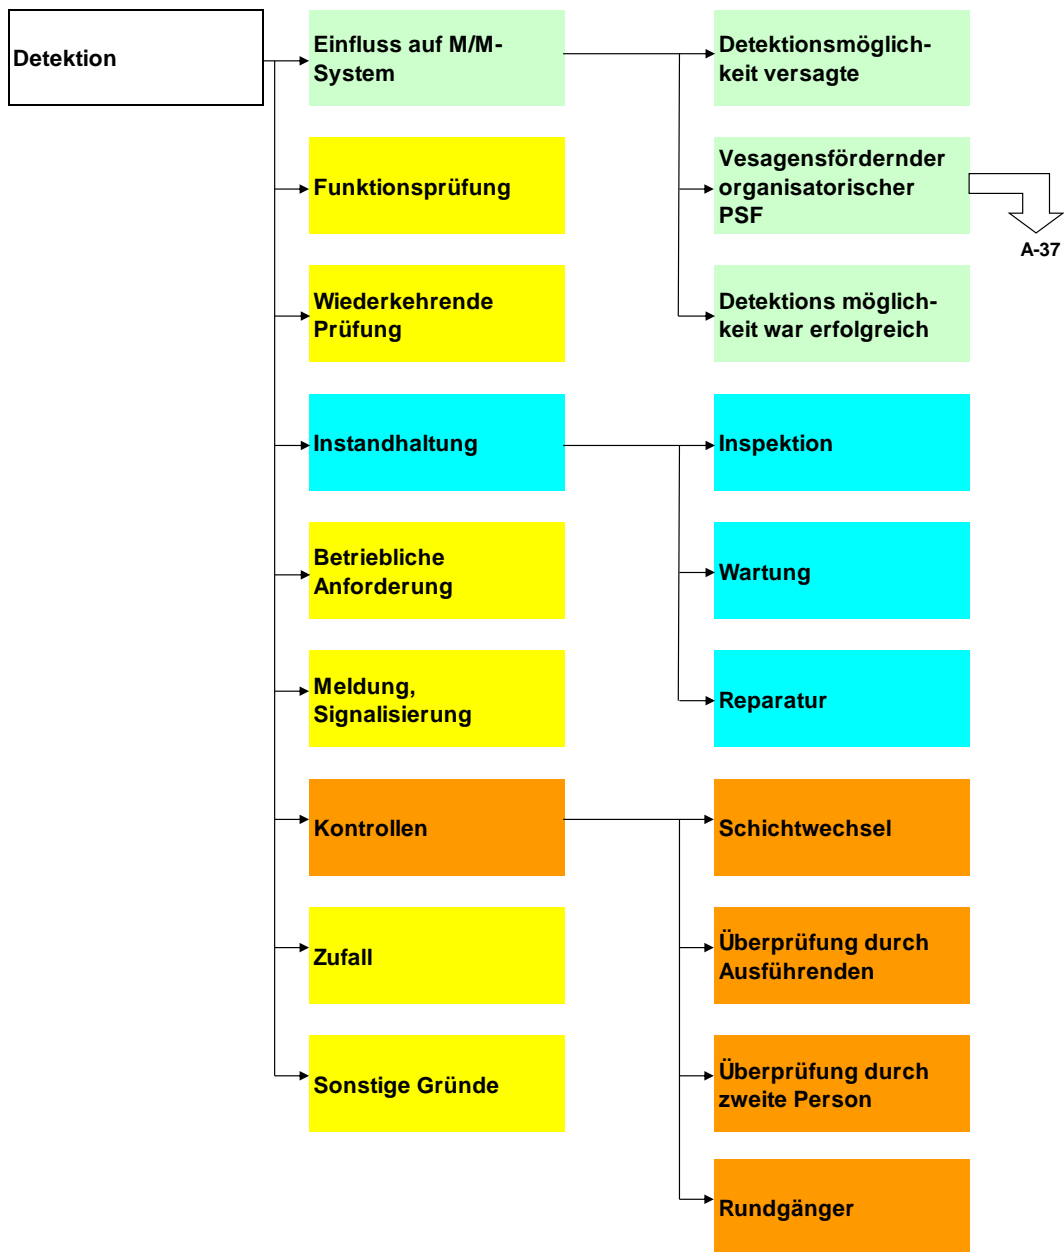 Detektion
Einfluss auf M/M-
System
Funktionsprüfung
Wiederkehrende
Prüfung
Instandhaltung
Betriebliche
Anforderung
Meldung,
Signalisierung
Kontrollen
Zufall
Sonstige Gründe
Detektionsmöglich-
keit versagte
Vesagensfördernder
organisatorischer
PSF
A-37
Detektions möglich-
keit war erfolgreich
Inspektion
Wartung
Reparatur
Schichtwechsel
Überprüfung durch
Ausführenden
Überprüfung durch
zweite Person
Rundgänger